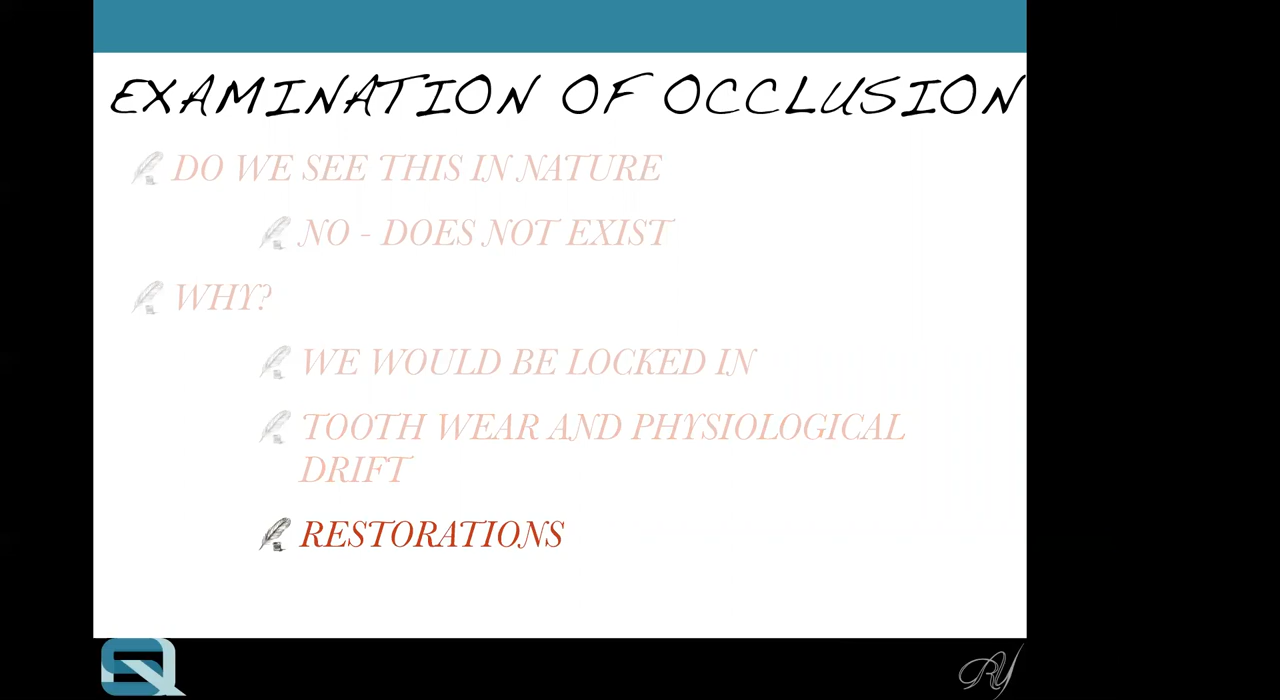 EXAMINATION OF OCCLUSION
DO WE SEE THIS IN NATURE
NO - DOES NOT EXIST
WHY?
WE WOULD BE LOCKED IN
TOOTH WEAR AND PHYSIOLOGICAL
DRIFT
RESTORATIONS
RY